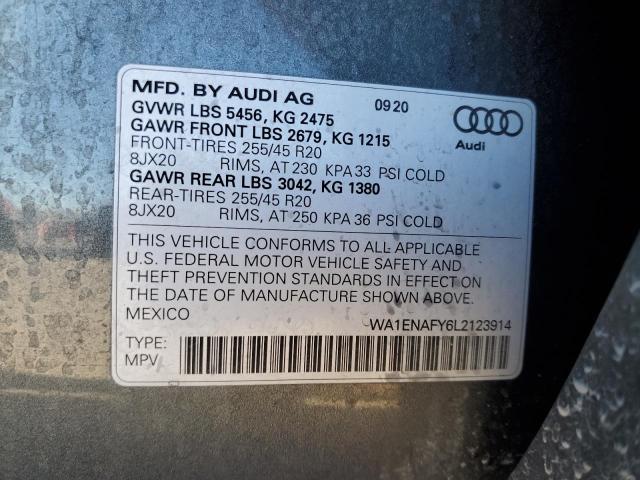 MFD. BY AUDI AG 09 20
GVWR LBS 5456, KG 2475
GAWR FRONT LBS 2679, KG 1215
FRONT-TIRES 255/45 R20
8JX20 RIMS, AT 230 KPA 33 PSI COLD
GAWR REAR LBS 3042, KG 1380
REAR-TIRES 255/45 R20
8JX20 RIMS, AT 250 KPA 36 PSI COLD
Audi
THIS VEHICLE CONFORMS TO ALL APPLICABLE
U.S. FEDERAL MOTOR VEHICLE SAFETY AND
THEFT PREVENTION STANDARDS IN EFFECT ON
THE DATE OF MANUFACTURE SHOWN ABOVE.
MEXICO WA1ENAFY6L2123914
TYPE:
MPV